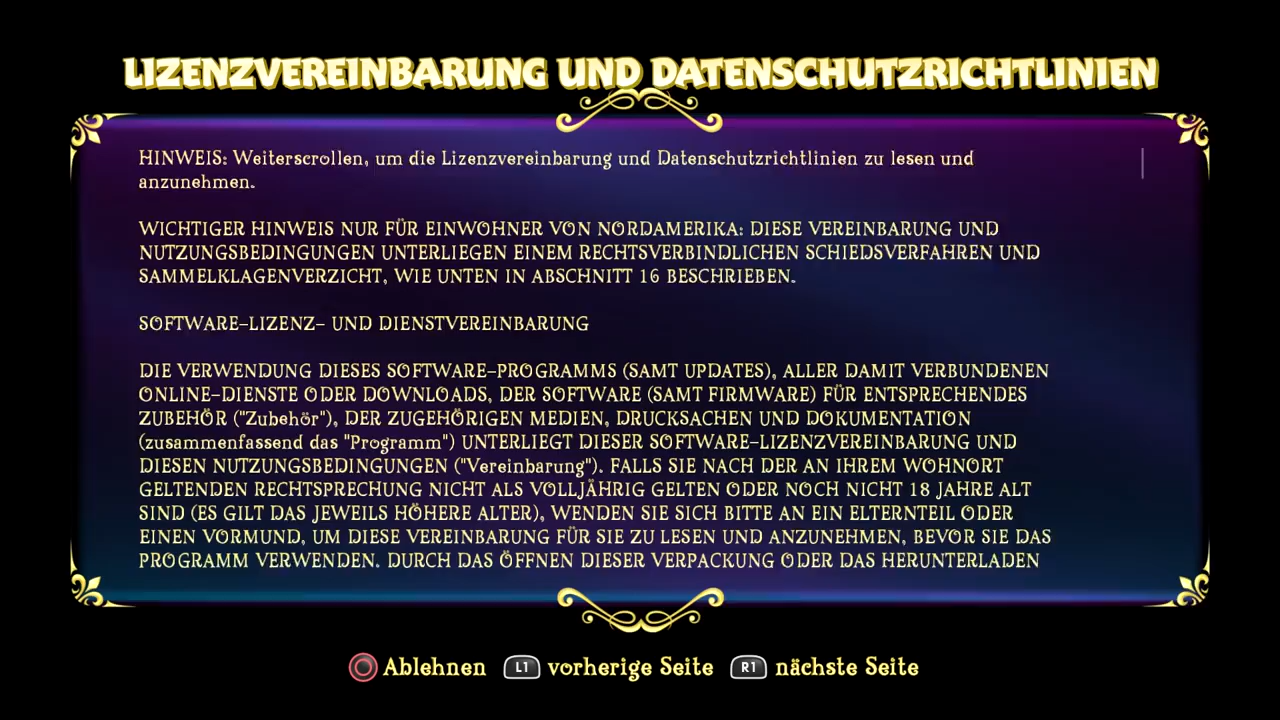 LIZENZVEREINBARUNG UND DATENSCHUTZRICHTLINIEN
HINWEIS: Weiterscrollen, um die Lizenzvereinbarung und Datenschutzrichtlinien zu lesen und
anzunehmen.
WICHTIGER HINWEIS NUR FÜR EINWOHNER VON NORDAMERIKA: DIESE VEREINBARUNG UND
NUTZUNGSBEDINGUNGEN UNTERLIEGEN EINEM RECHTSVERBINDLICHEN SCHIEDSVERFAHREN UND
SAMMELKLAGENVERZICHT, WIE UNTEN IN ABSCHNITT 16 BESCHRIEBEN.
SOFTWARE-LIZENZ- UND DIENSTVEREINBARUNG
DIE VERWENDUNG DIESES SOFTWARE-PROGRAMMS (SAMT UPDATES), ALLER DAMIT VERBUNDENEN
ONLINE-DIENSTE ODER DOWNLOADS, DER SOFTWARE (SAMT FIRMWARE) FÜR ENTSPRECHENDES
ZUBEHÖR ("Zubehör"), DER ZUGEHÖRIGEN MEDIEN, DRUCKSACHEN UND DOKUMENTATION
(zusammenfassend das "Programm") UNTERLIEGT DIESER SOFTWARE-LIZENZVEREINBARUNG UND
DIESEN NUTZUNGSBEDINGUNGEN ("Vereinbarung"). FALLS SIE NACH DER AN IHREM WOHNORT
GELTENDEN RECHTSPRECHUNG NICHT ALS VOLLJÄHRIG GELTEN ODER NOCH NICHT 18 JAHRE ALT
SIND (ES GILT DAS JEWEILS HÖHERE ALTER), WENDEN SIE SICH BITTE AN EIN ELTERNTEIL ODER
EINEN VORMUND, UM DIESE VEREINBARUNG FÜR SIE ZU LESEN UND ANZUNEHMEN, BEVOR SIE DAS
PROGRAMM VERWENDEN. DURCH DAS ÖFFNEN DIESER VERPACKUNG ODER DAS HERUNTERLADEN
Ablehnen L1 vorherige Seite R1 nächste Seite